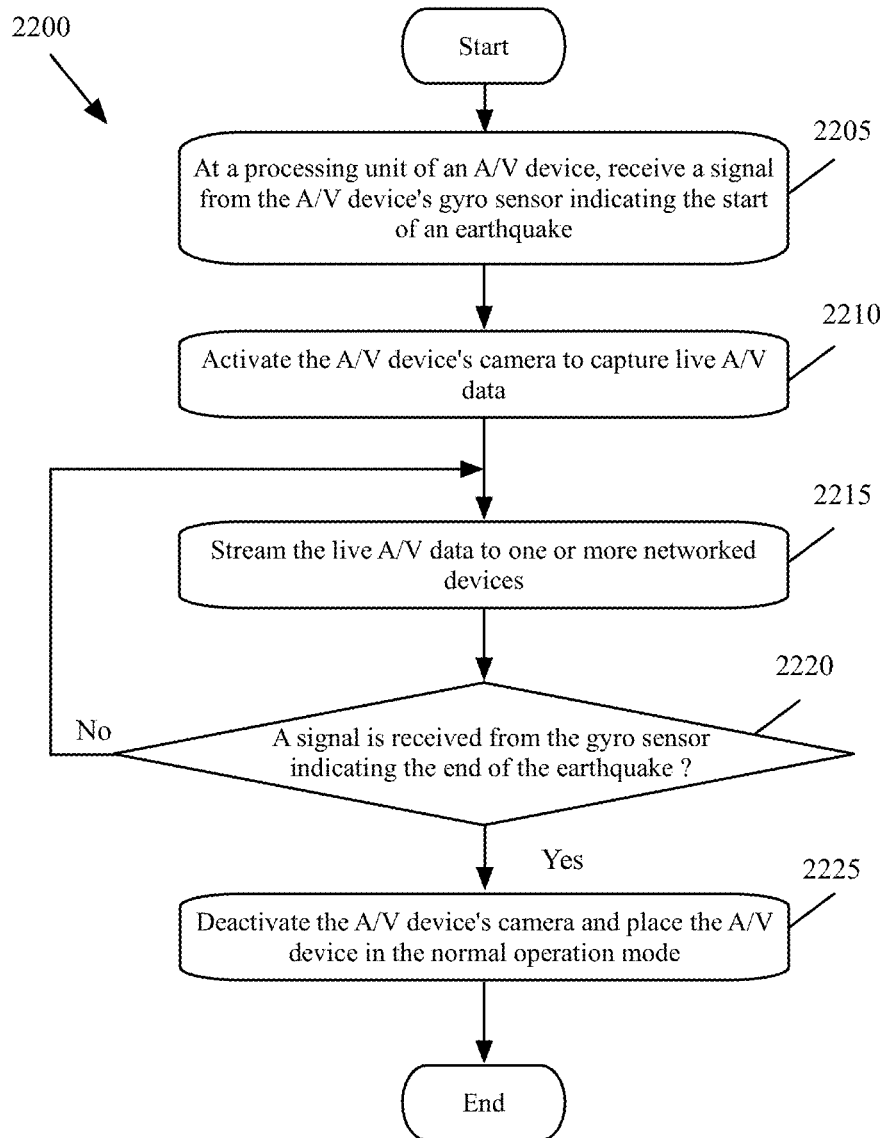 2200
Start
2205
At a processing unit of an A/V device, receive a signal
from the A/V device's gyro sensor indicating the start
of an earthquake
2210
Activate the A/V device's camera to capture live A/V
data
2215
Stream the live A/V data to one or more networked
devices
2220
No
A signal is received from the gyro sensor
indicating the end of the earthquake ?
Yes
2225
Deactivate the A/V device's camera and place the A/V
device in the normal operation mode
End